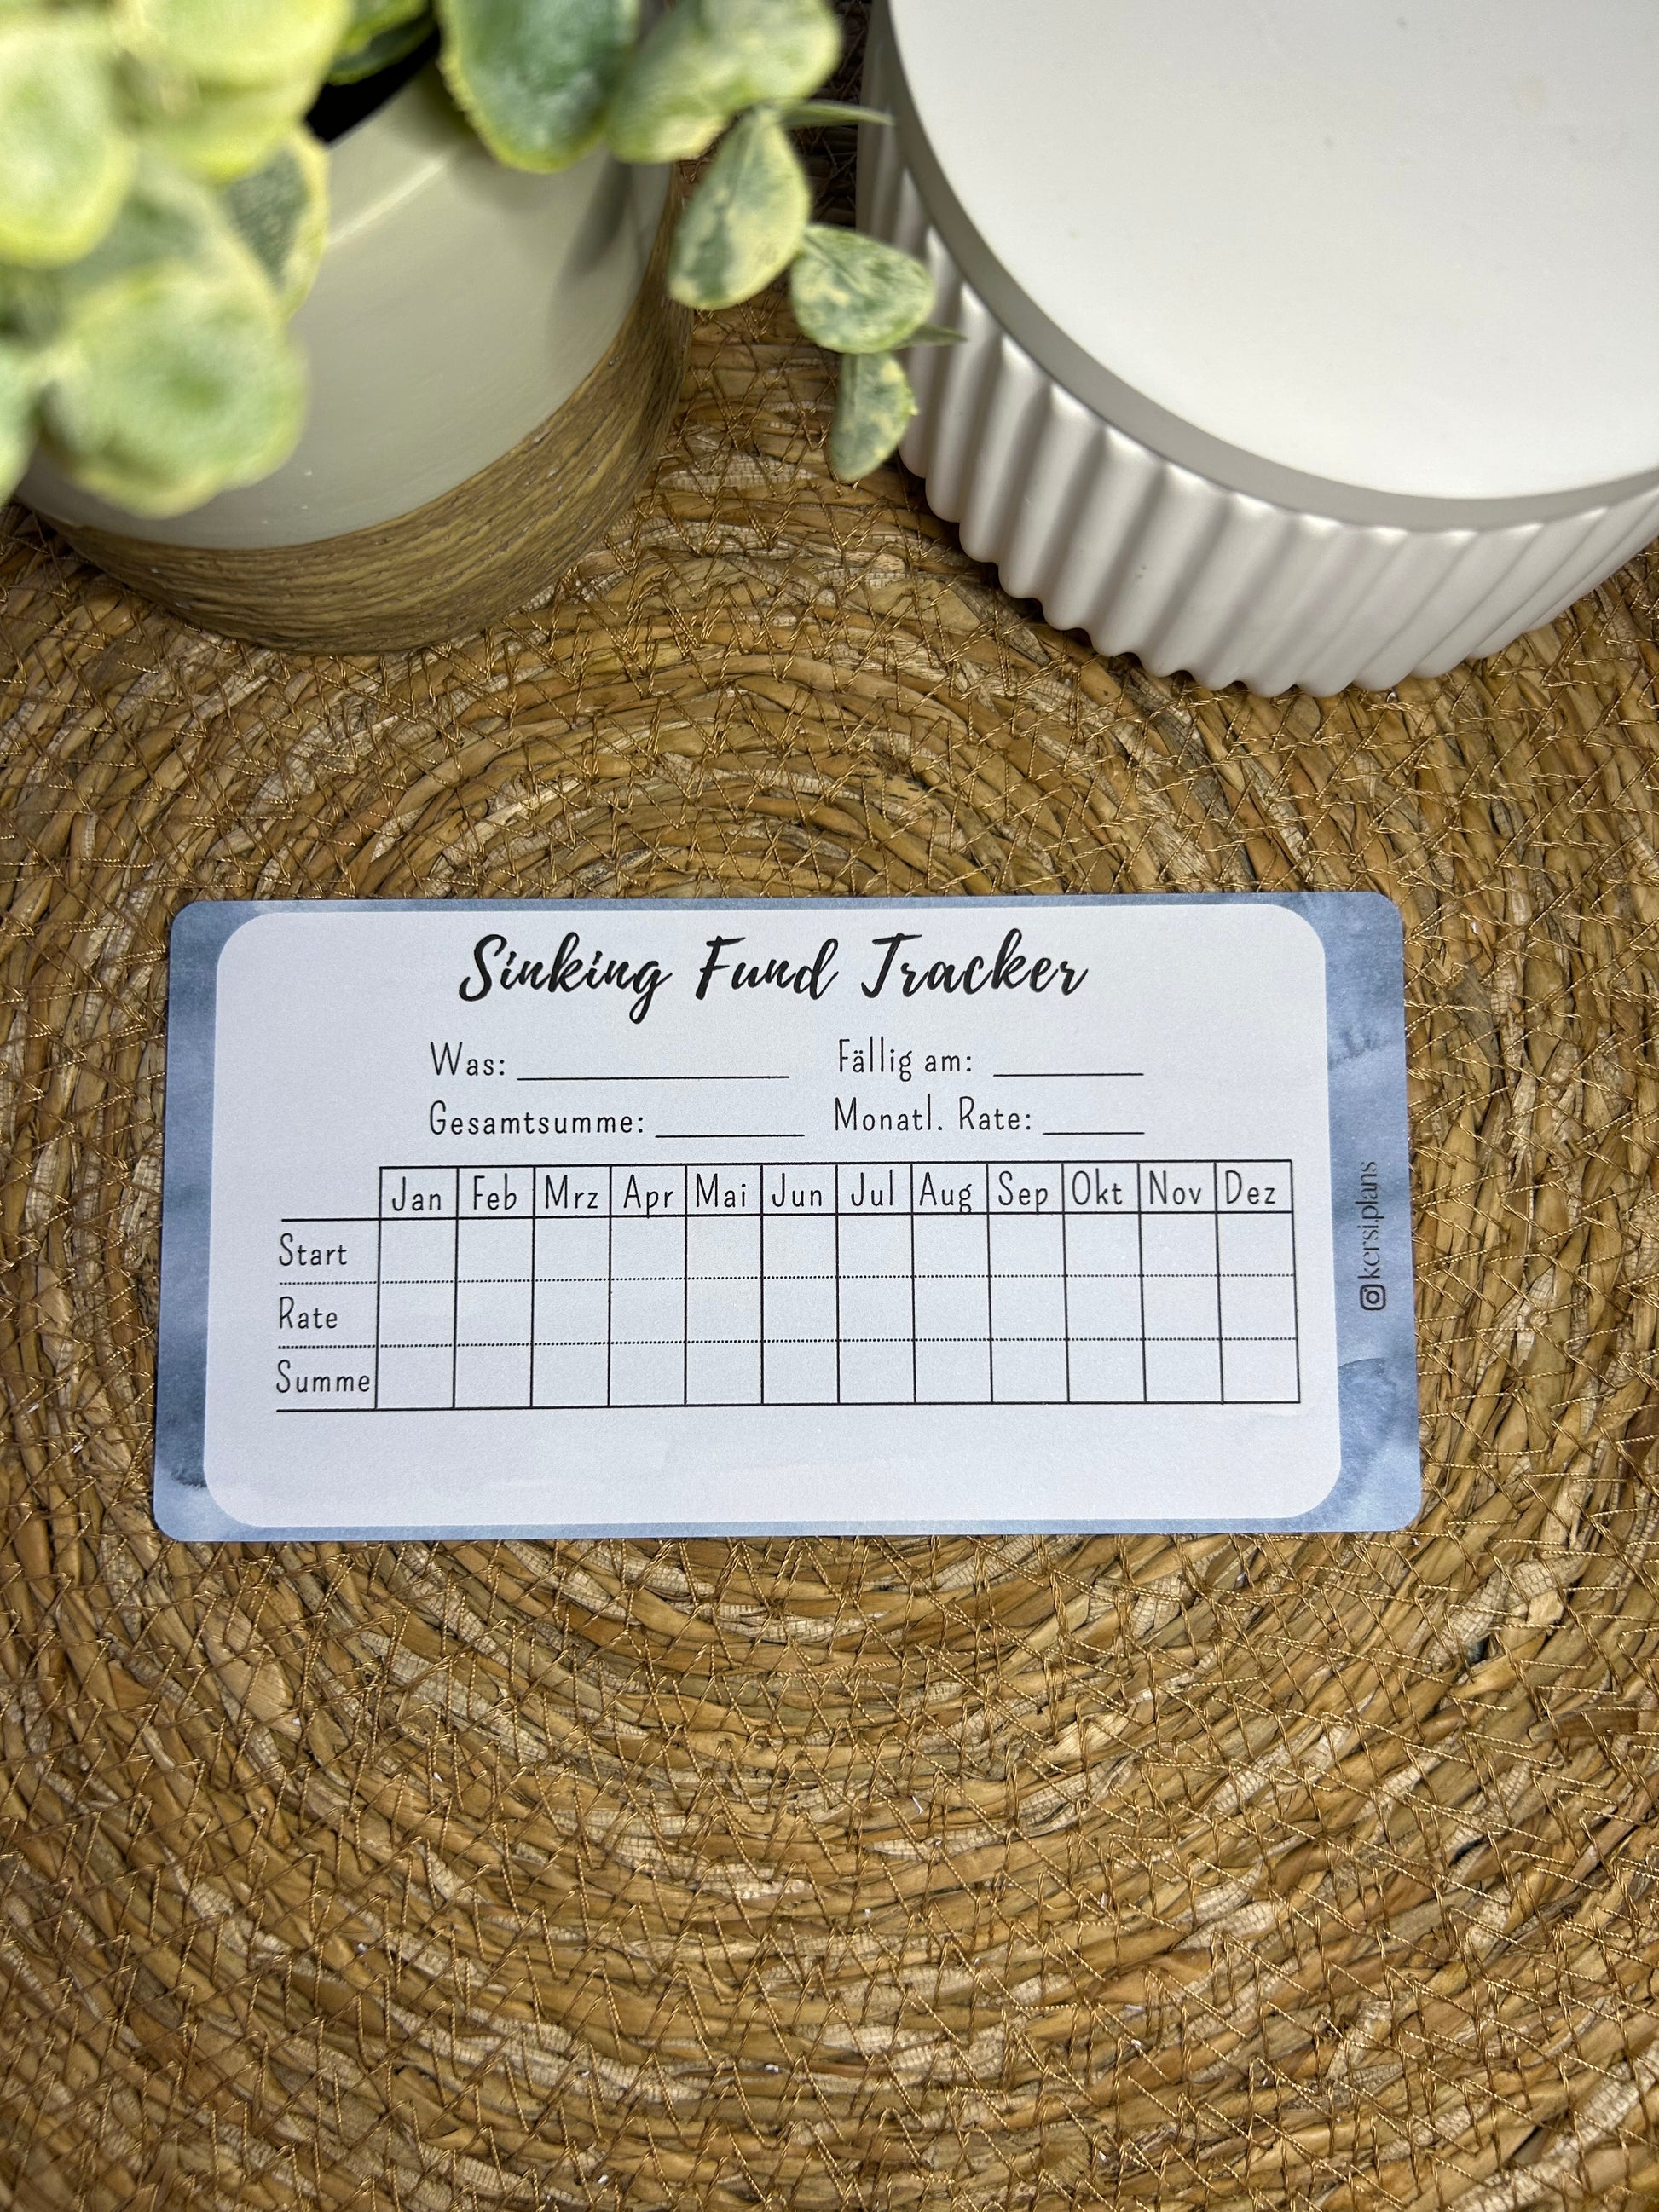 Sinking Fund Tracker
Was: Fällig am:
Gesamtsumme: Monatl. Rate:
Jan Feb Mrz Apr Mai Jun Jul Aug Sep Okt Nov Dez
Start
Rate
Summe
@kersi.plans